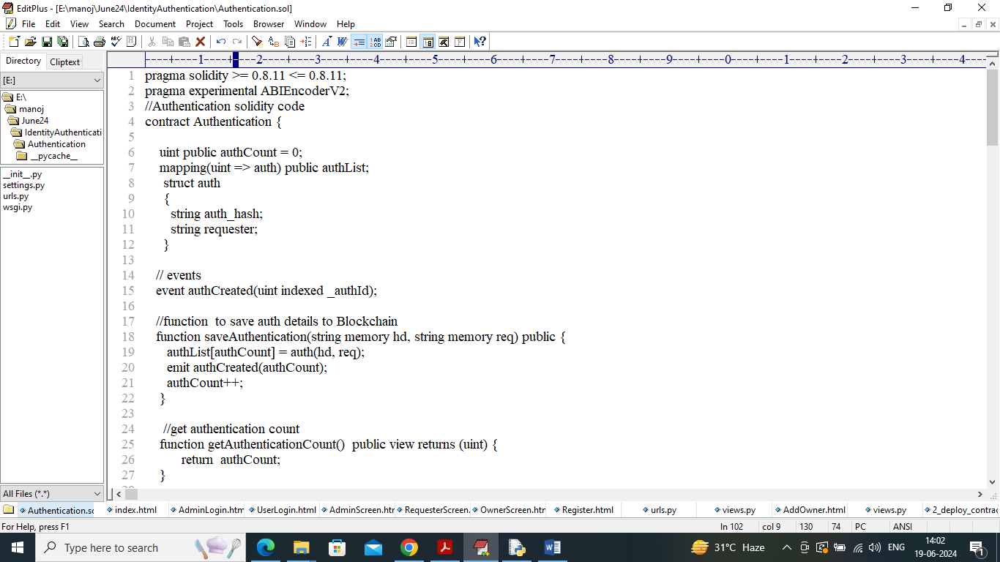 EditPlus - [E:\manoj\June24\IdentityAuthentication\Authentication.sol]
File Edit View Search Document Project Tools Browser Window Help
Directory Cliptext
[E:]
E:\
manoj
June24
IdentityAuthenticati
Authentication
__pycache__
__init__.py
settings.py
urls.py
wsgi.py
All Files (*.*)
----+----1----+----2----+----3----+----4----+----5----+----6----+----7----+----8----+----9----+----0----+----1----+----2----+----3----+----4--
1 pragma solidity >= 0.8.11 <= 0.8.11;
2 pragma experimental ABIEncoderV2;
3 //Authentication solidity code
4 contract Authentication {
5
6 uint public authCount = 0;
7 mapping(uint => auth) public authList;
8 struct auth
9 {
10 string auth_hash;
11 string requester;
12 }
13
14 // events
15 event authCreated(uint indexed _authId);
16
17 //function  to save auth details to Blockchain
18 function saveAuthentication(string memory hd, string memory req) public {
19 authList[authCount] = auth(hd, req);
20 emit authCreated(authCount);
21 authCount++;
22 }
23
24 //get authentication count
25 function getAuthenticationCount()  public view returns (uint) {
26 return  authCount;
27 }
Authentication.so index.html AdminLogin.htm UserLogin.html AdminScreen.htm RequesterScreen. OwnerScreen.htm Register.html urls.py views.py AddOwner.html views.py 2_deploy_contra
For Help, press F1 ln 102 col 9 130 74 PC ANSI
Type here to search 31°C Haze ENG 14:02
19-06-2024
1